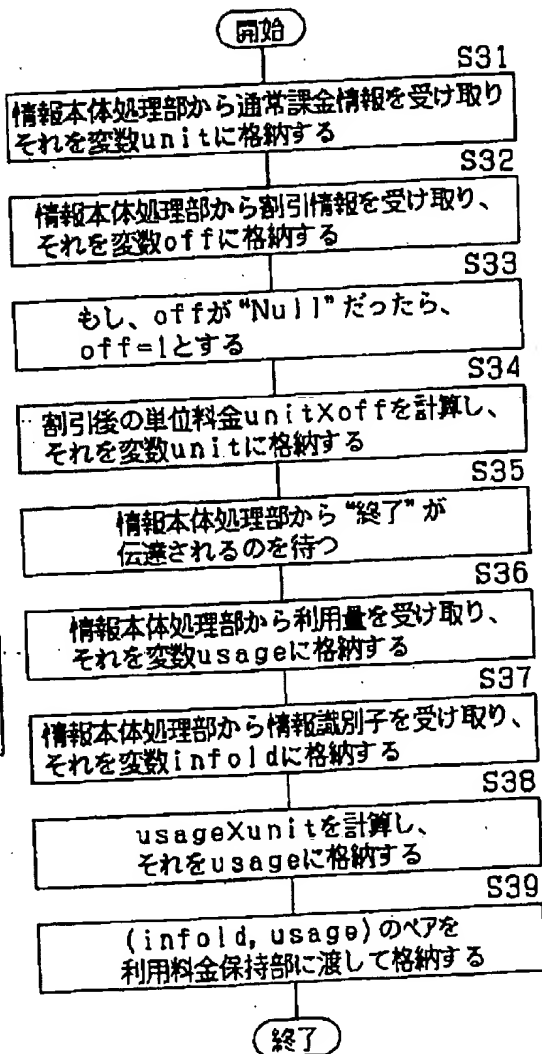 開始
S31
情報本体処理部から通常課金情報を受け取り
それを変数unitに格納する
S32
情報本体処理部から割引情報を受け取り、
それを変数offに格納する
S33
もし、offが“Null”だったら、
off=1とする
S34
割引後の単位料金unit×offを計算し、
それを変数unitに格納する
S35
情報本体処理部から“終了”が
伝達されるのを待つ
S36
情報本体処理部から利用量を受け取り、
それを変数usageに格納する
S37
情報本体処理部から情報識別子を受け取り、
それを変数infoIdに格納する
S38
usage×unitを計算し、
それをusageに格納する
S39
(infoId, usage)のペアを
利用料金保持部に渡して格納する
終了